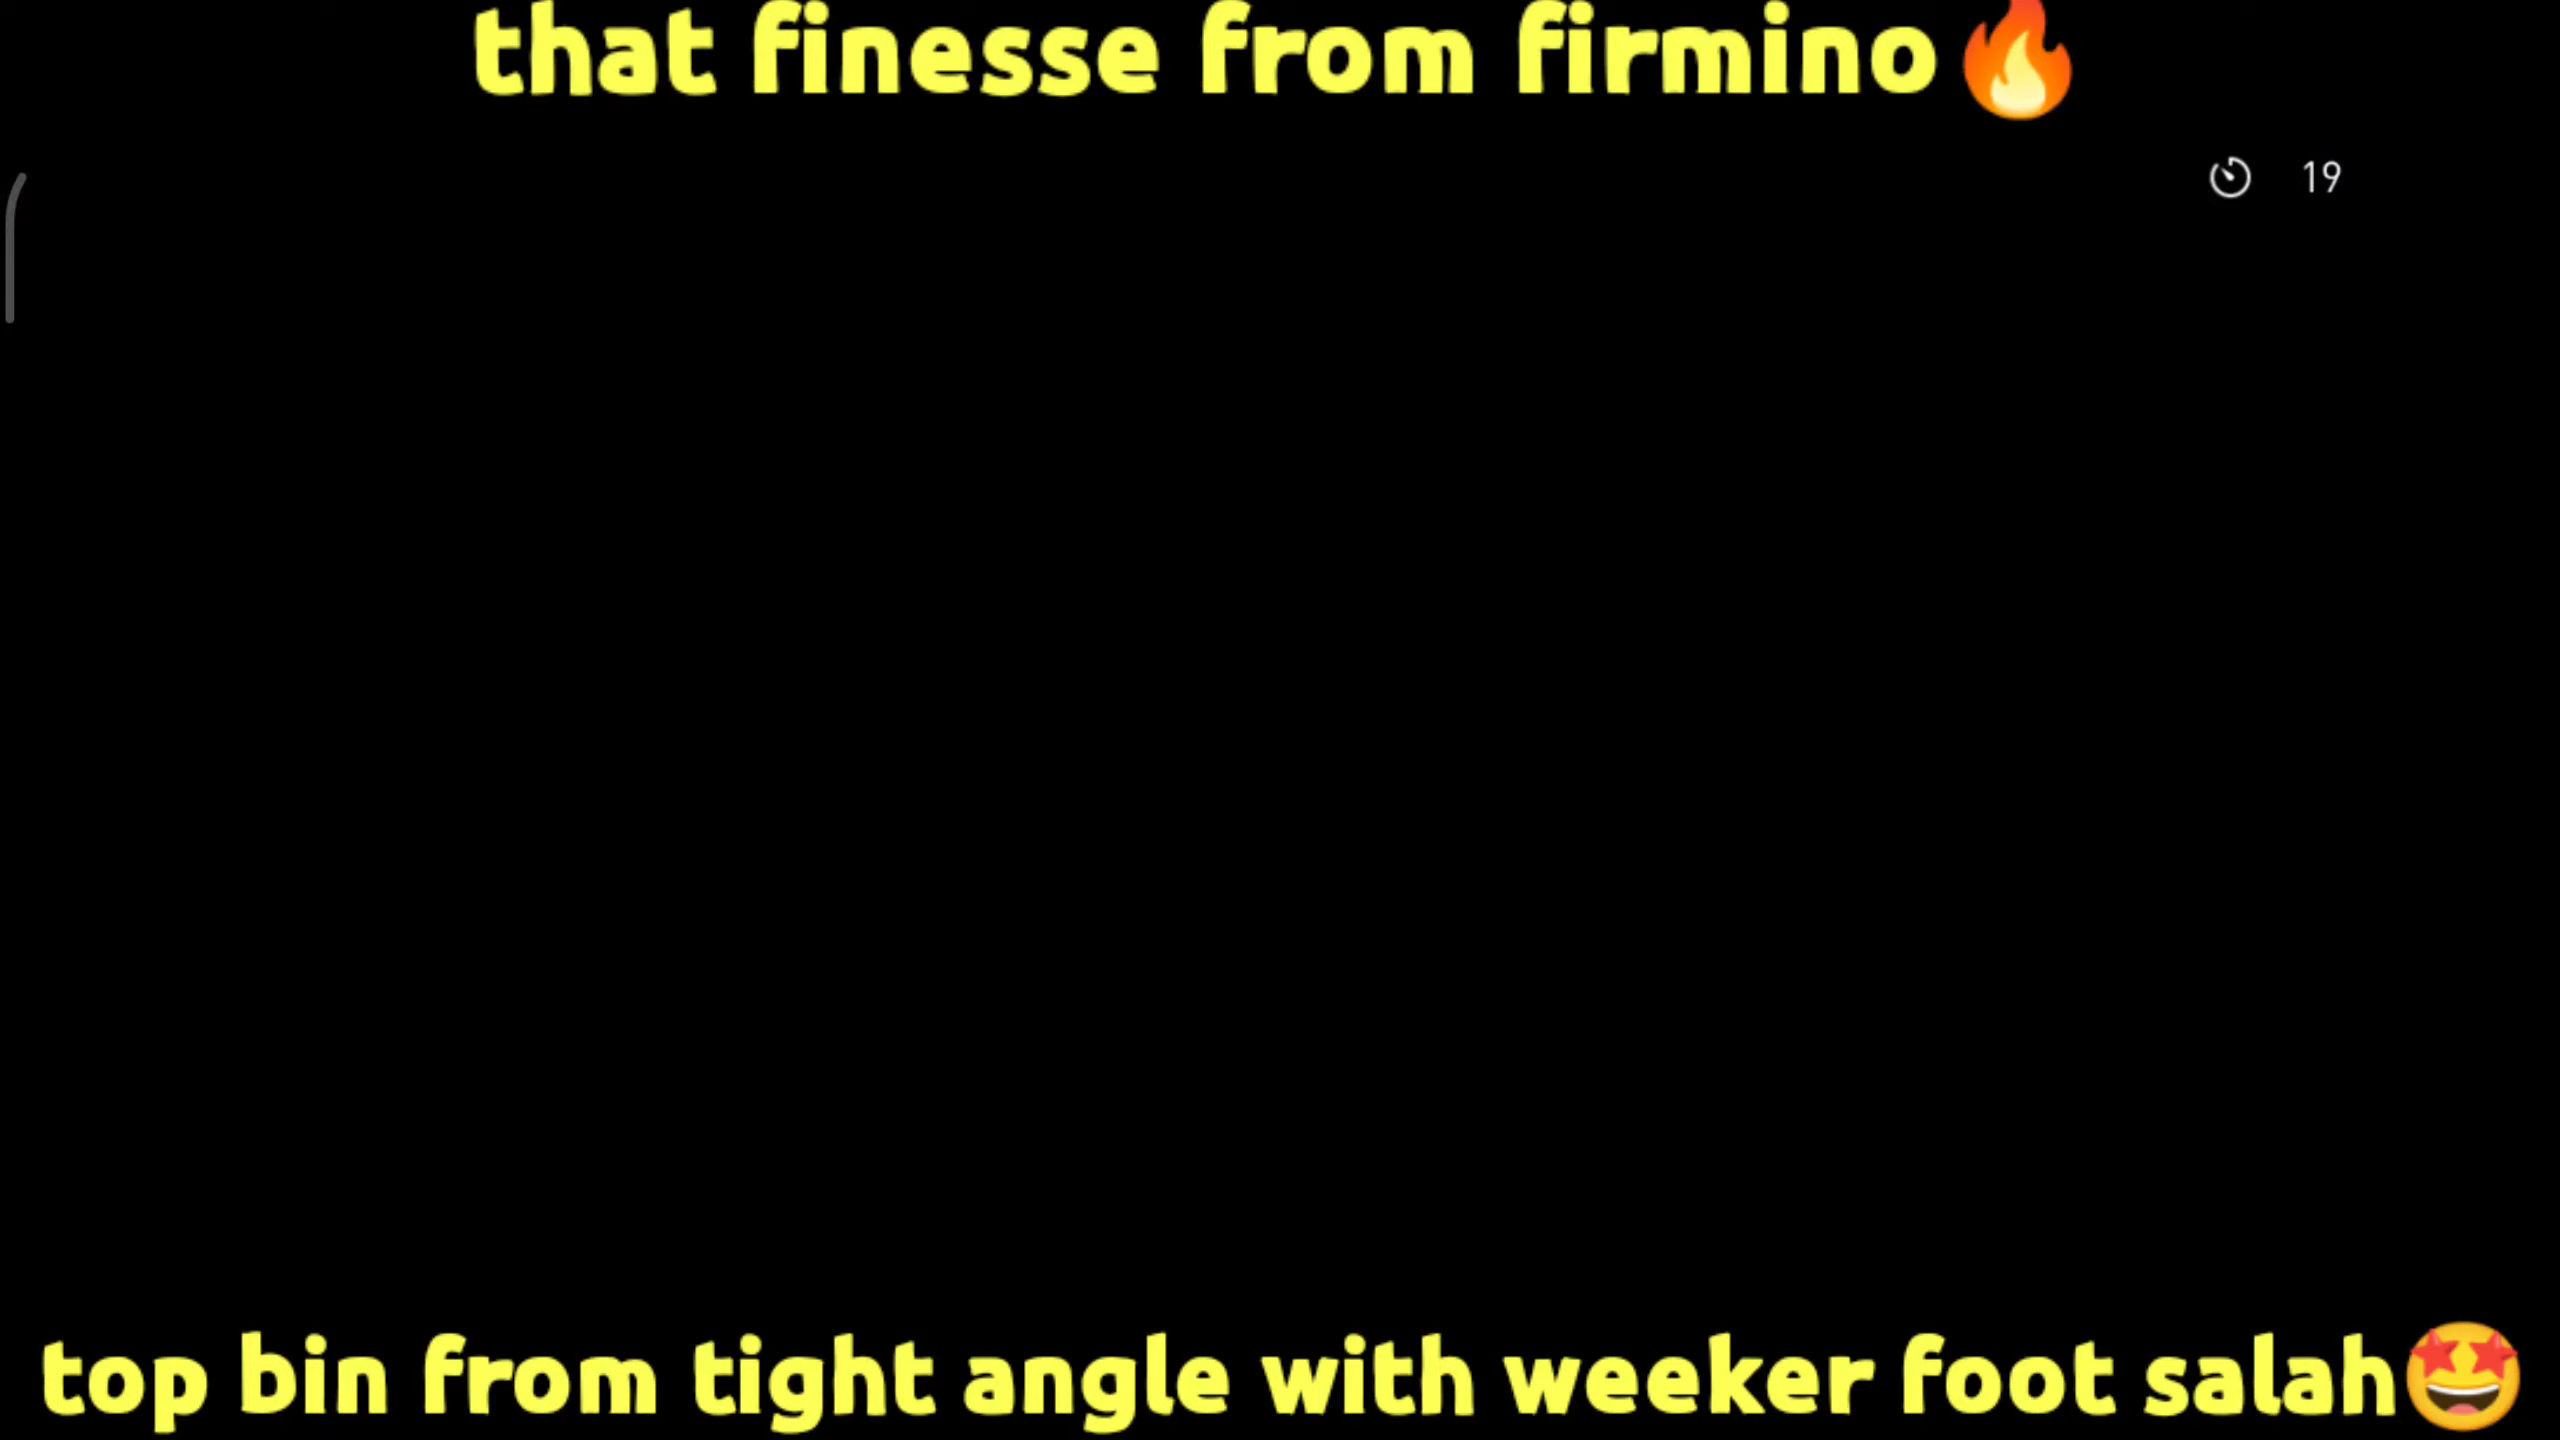 that finesse from firmino🔥
19
top bin from tight angle with weeker foot salah🤩